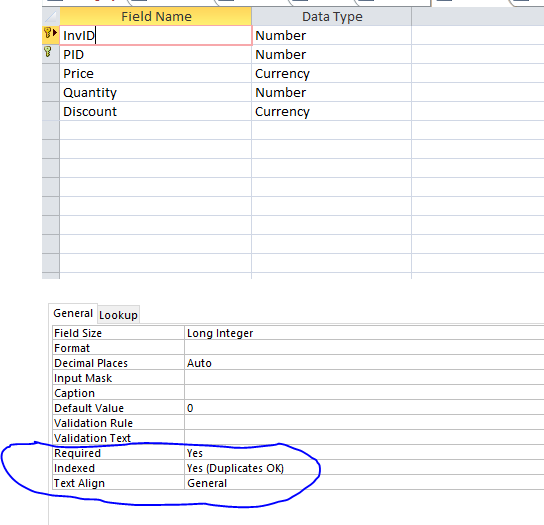 Field Name Data Type
InvID Number
PID Number
Price Currency
Quantity Number
Discount Currency
General Lookup
Field Size Long Integer
Format
Decimal Places Auto
Input Mask
Caption
Default Value 0
Validation Rule
Validation Text
Required Yes
Indexed Yes (Duplicates OK)
Text Align General